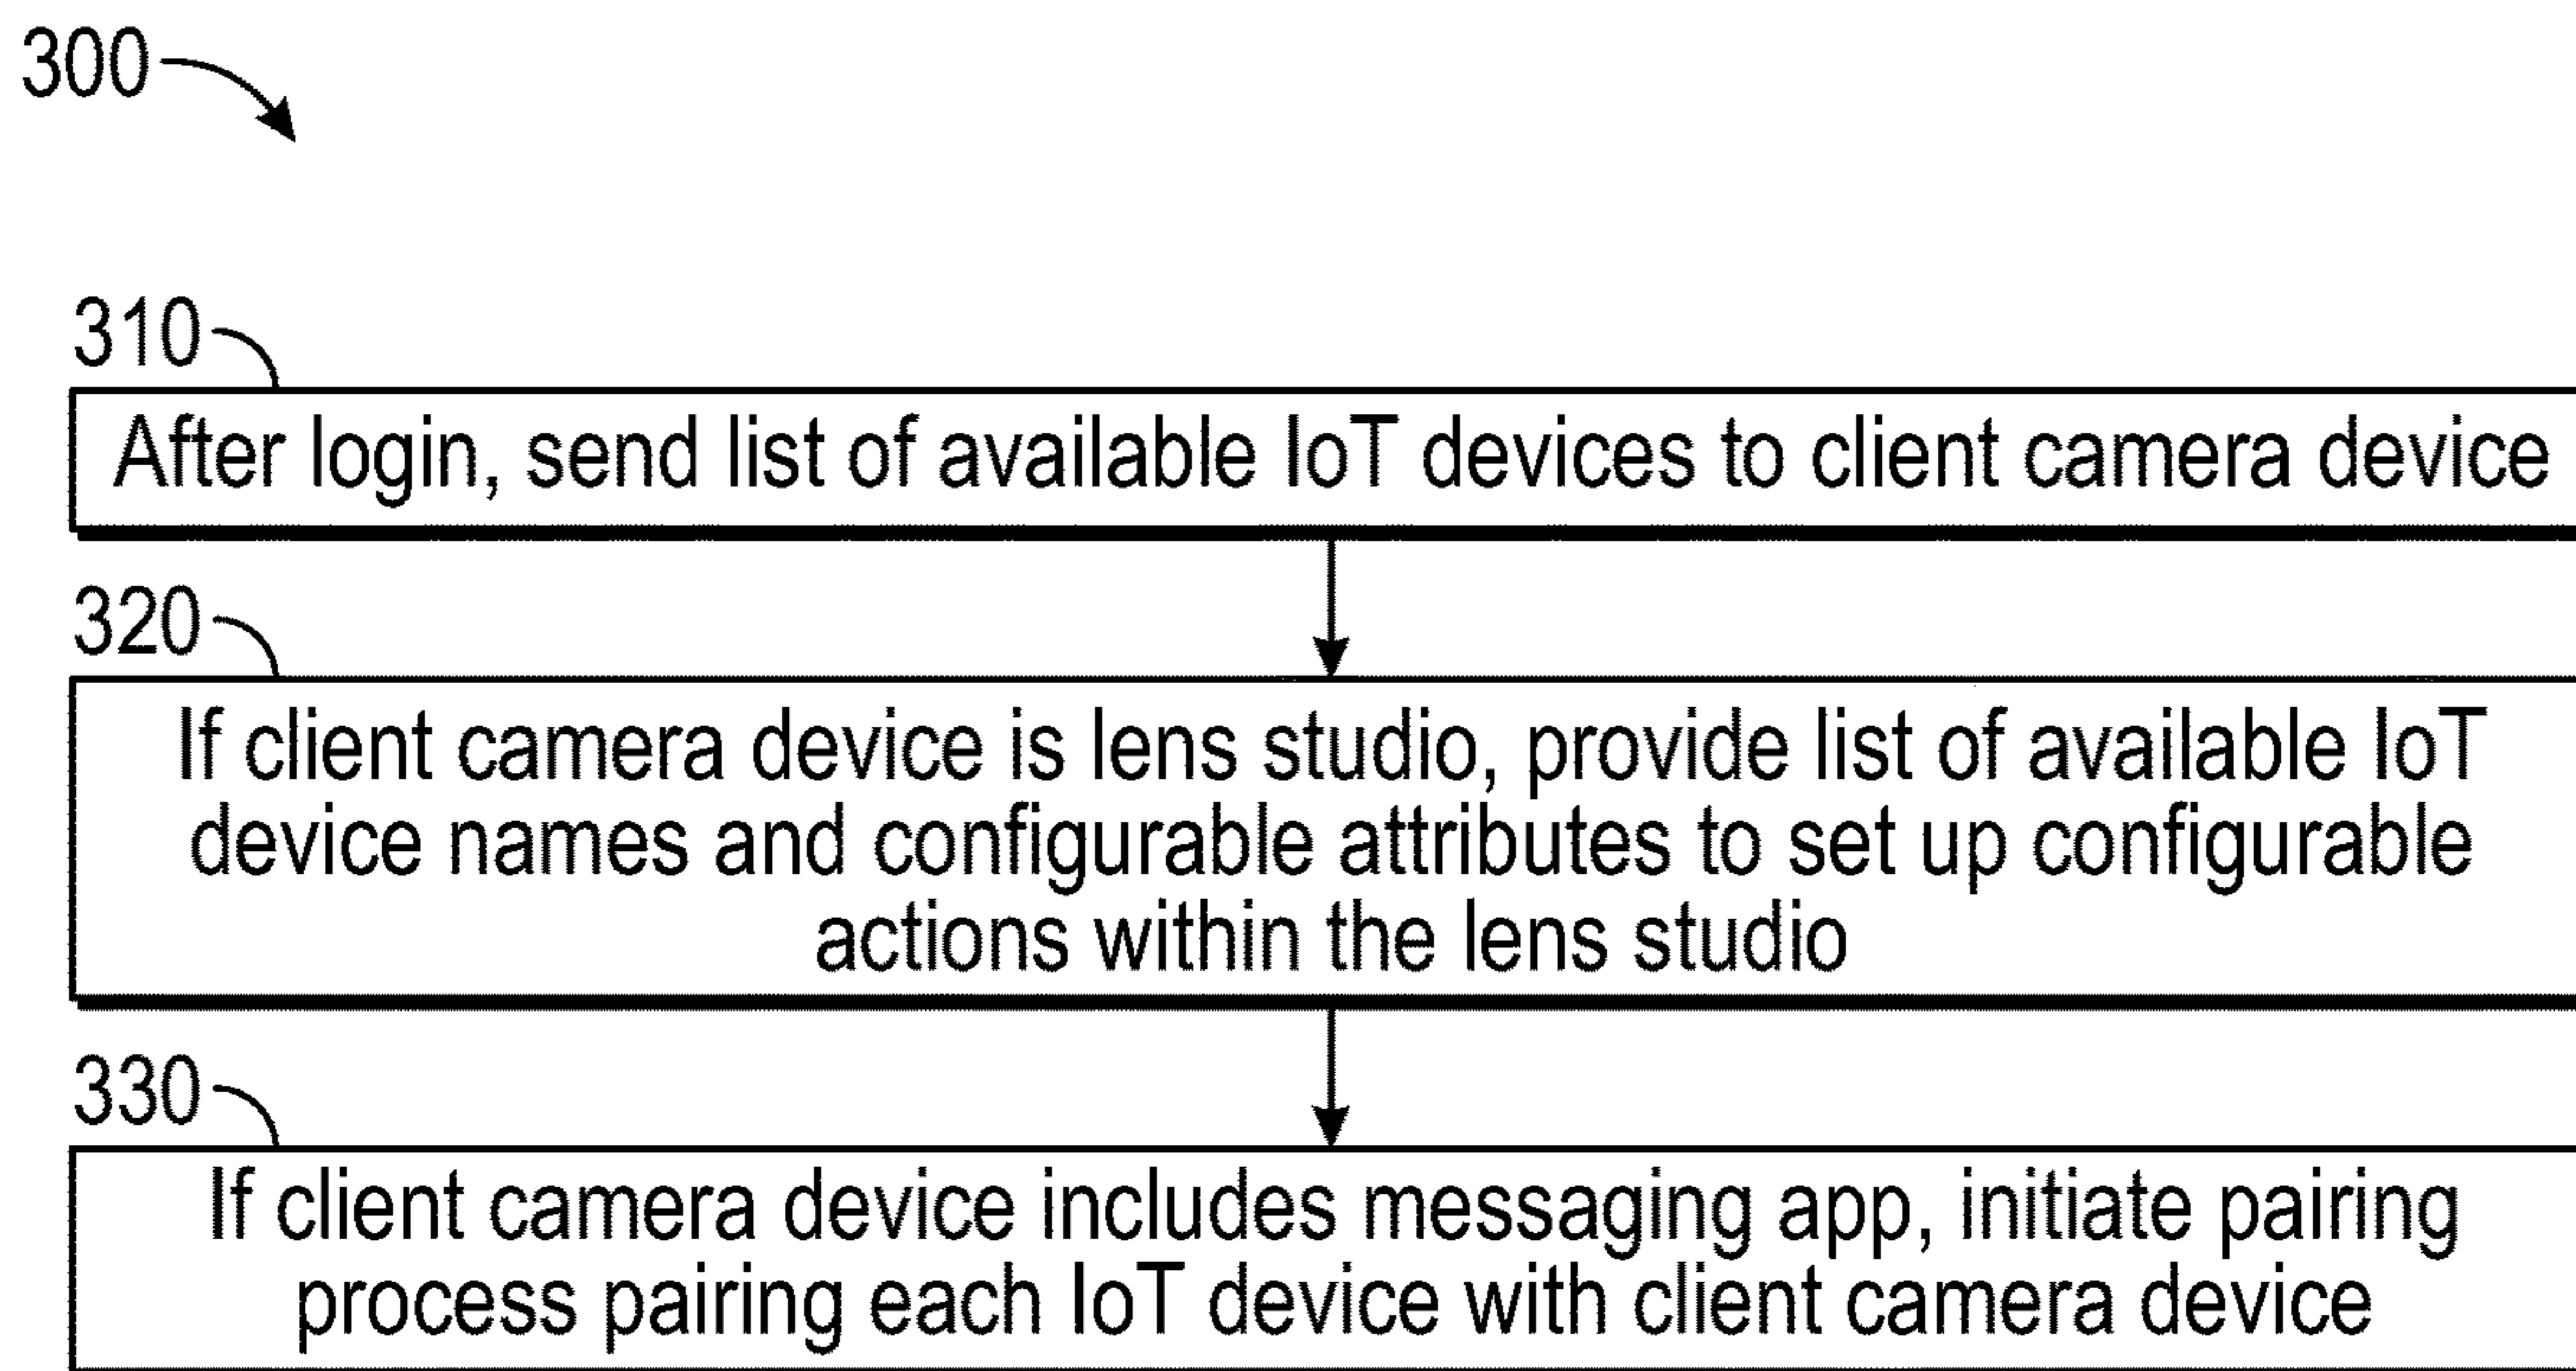 300
310
After login, send list of available IoT devices to client camera device
320
If client camera device is lens studio, provide list of available IoT
device names and configurable attributes to set up configurable
actions within the lens studio
330
If client camera device includes messaging app, initiate pairing
process pairing each IoT device with client camera device